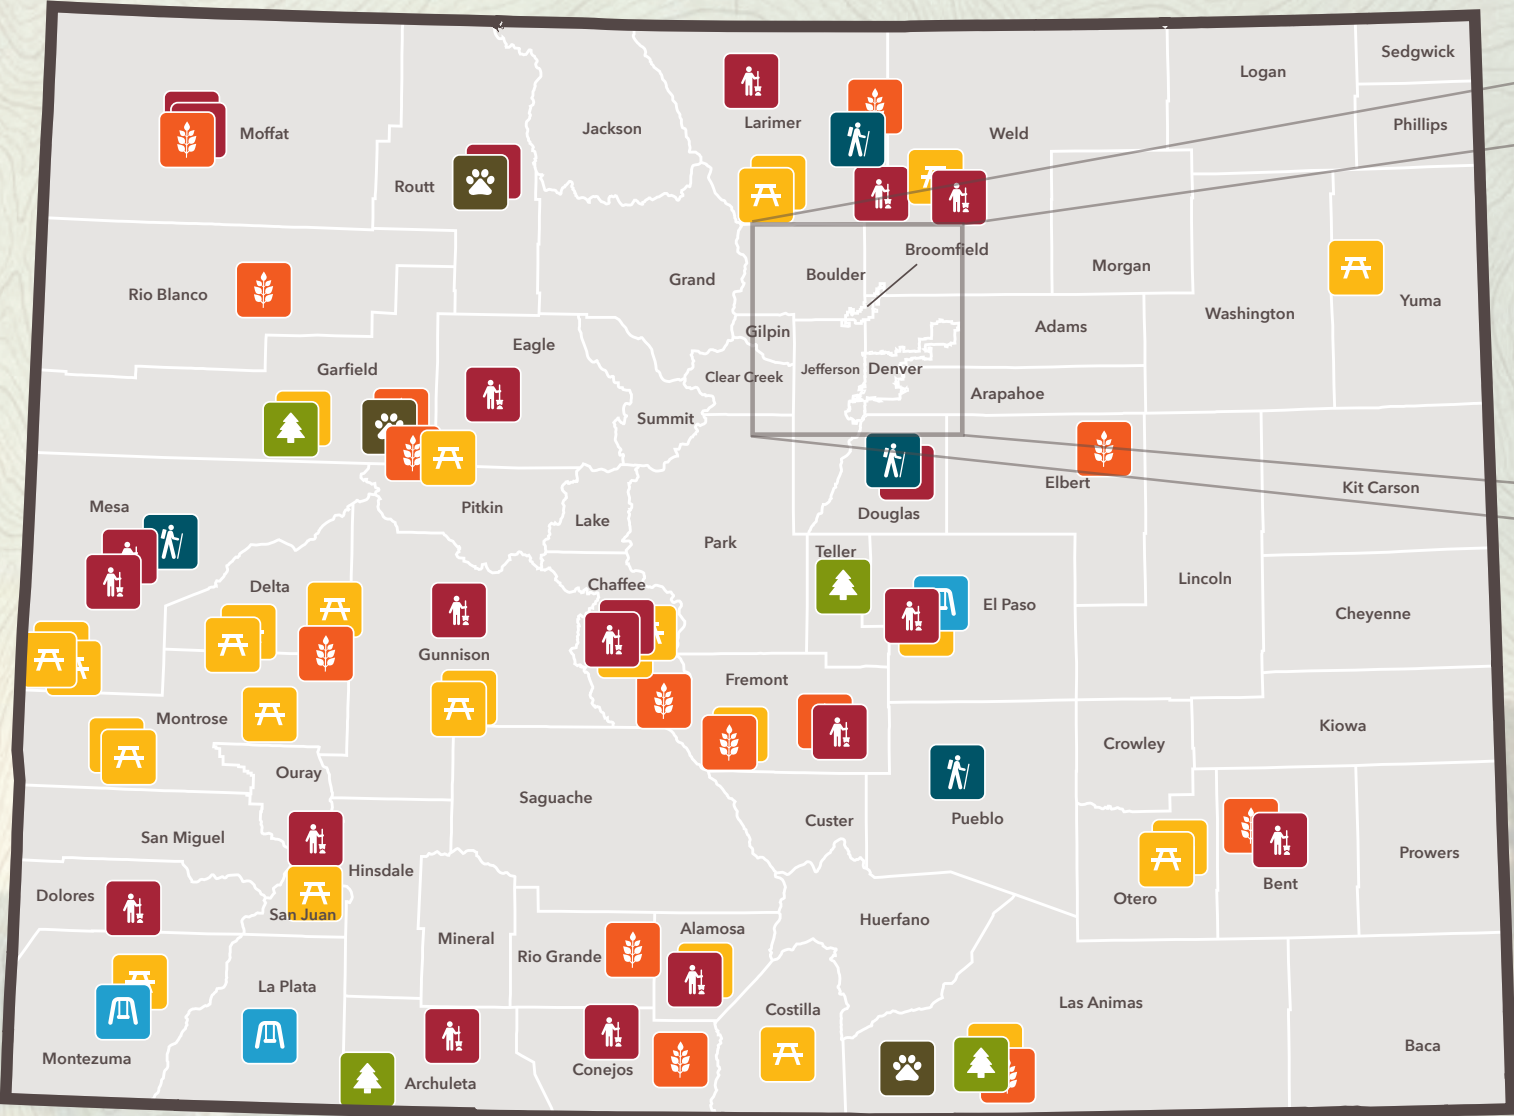 Sedgwick
Logan
Phillips
Larimer
Jackson
Moffat
Weld
Routt
Broomfield
Morgan
Boulder
Grand
Rio Blanco
Yuma
Washington
Adams
Gilpin
Eagle
Garfield
Jefferson
Denver
Clear Creek
Arapahoe
Summit
Elbert
Kit Carson
Mesa
Pitkin
Douglas
Lake
Park
Teller
Lincoln
Delta
Chaffee
El Paso
Cheyenne
Gunnison
Fremont
Montrose
Kiowa
Crowley
Ouray
Saguache
Custer
Pueblo
San Miguel
Prowers
Hinsdale
Bent
Dolores
Otero
San Juan
Huerfano
Alamosa
Mineral
Rio Grande
La Plata
Las Animas
Costilla
Baca
Montezuma
Conejos
Archuleta